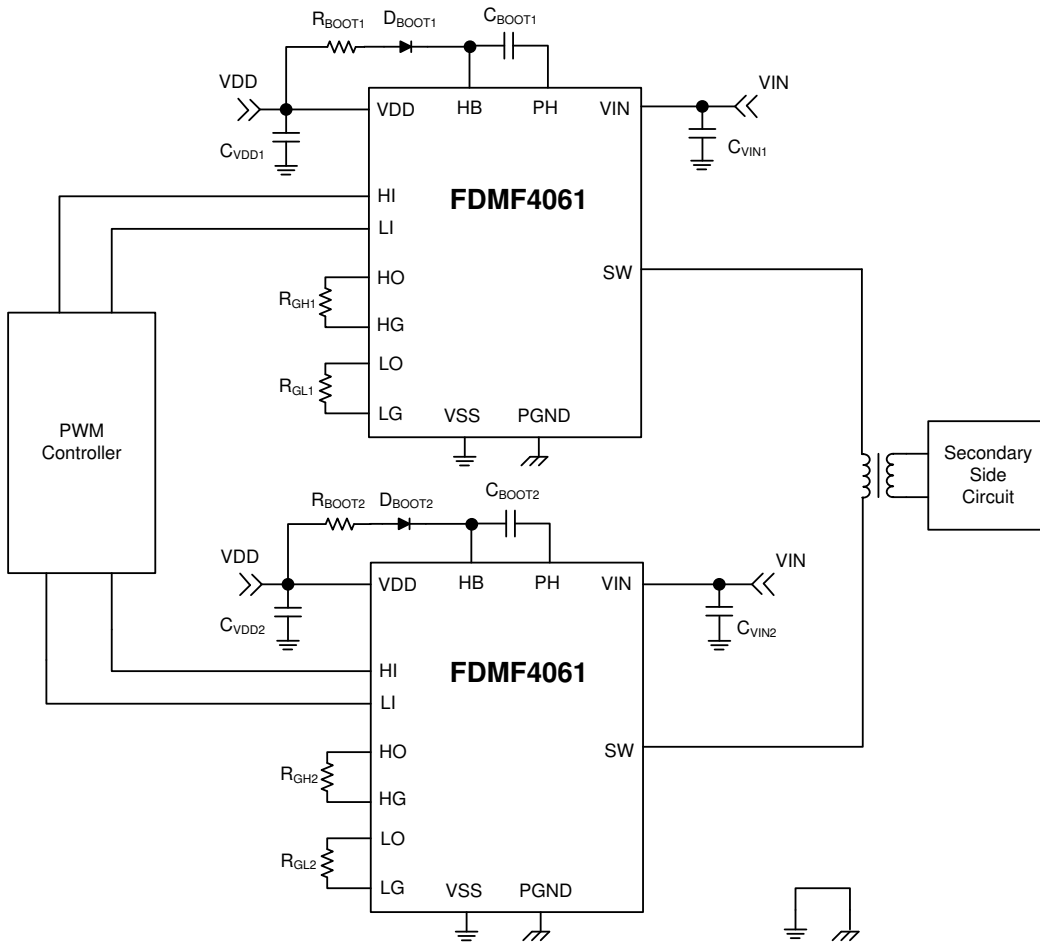 RBOOT1 DBOOT1 CBOOT1
VDD VIN
VDD HB PH VIN
CVDD1 CVIN1
HI FDMF4061
LI
SW
HO
RGH1
HG
LO
RGL1
LG VSS PGND
PWM
Controller
Secondary
Side
Circuit
RBOOT2 DBOOT2 CBOOT2
VDD VIN
VDD HB PH VIN
CVDD2 CVIN2
HI FDMF4061
LI
HO SW
RGH2
HG
LO
RGL2
LG VSS PGND